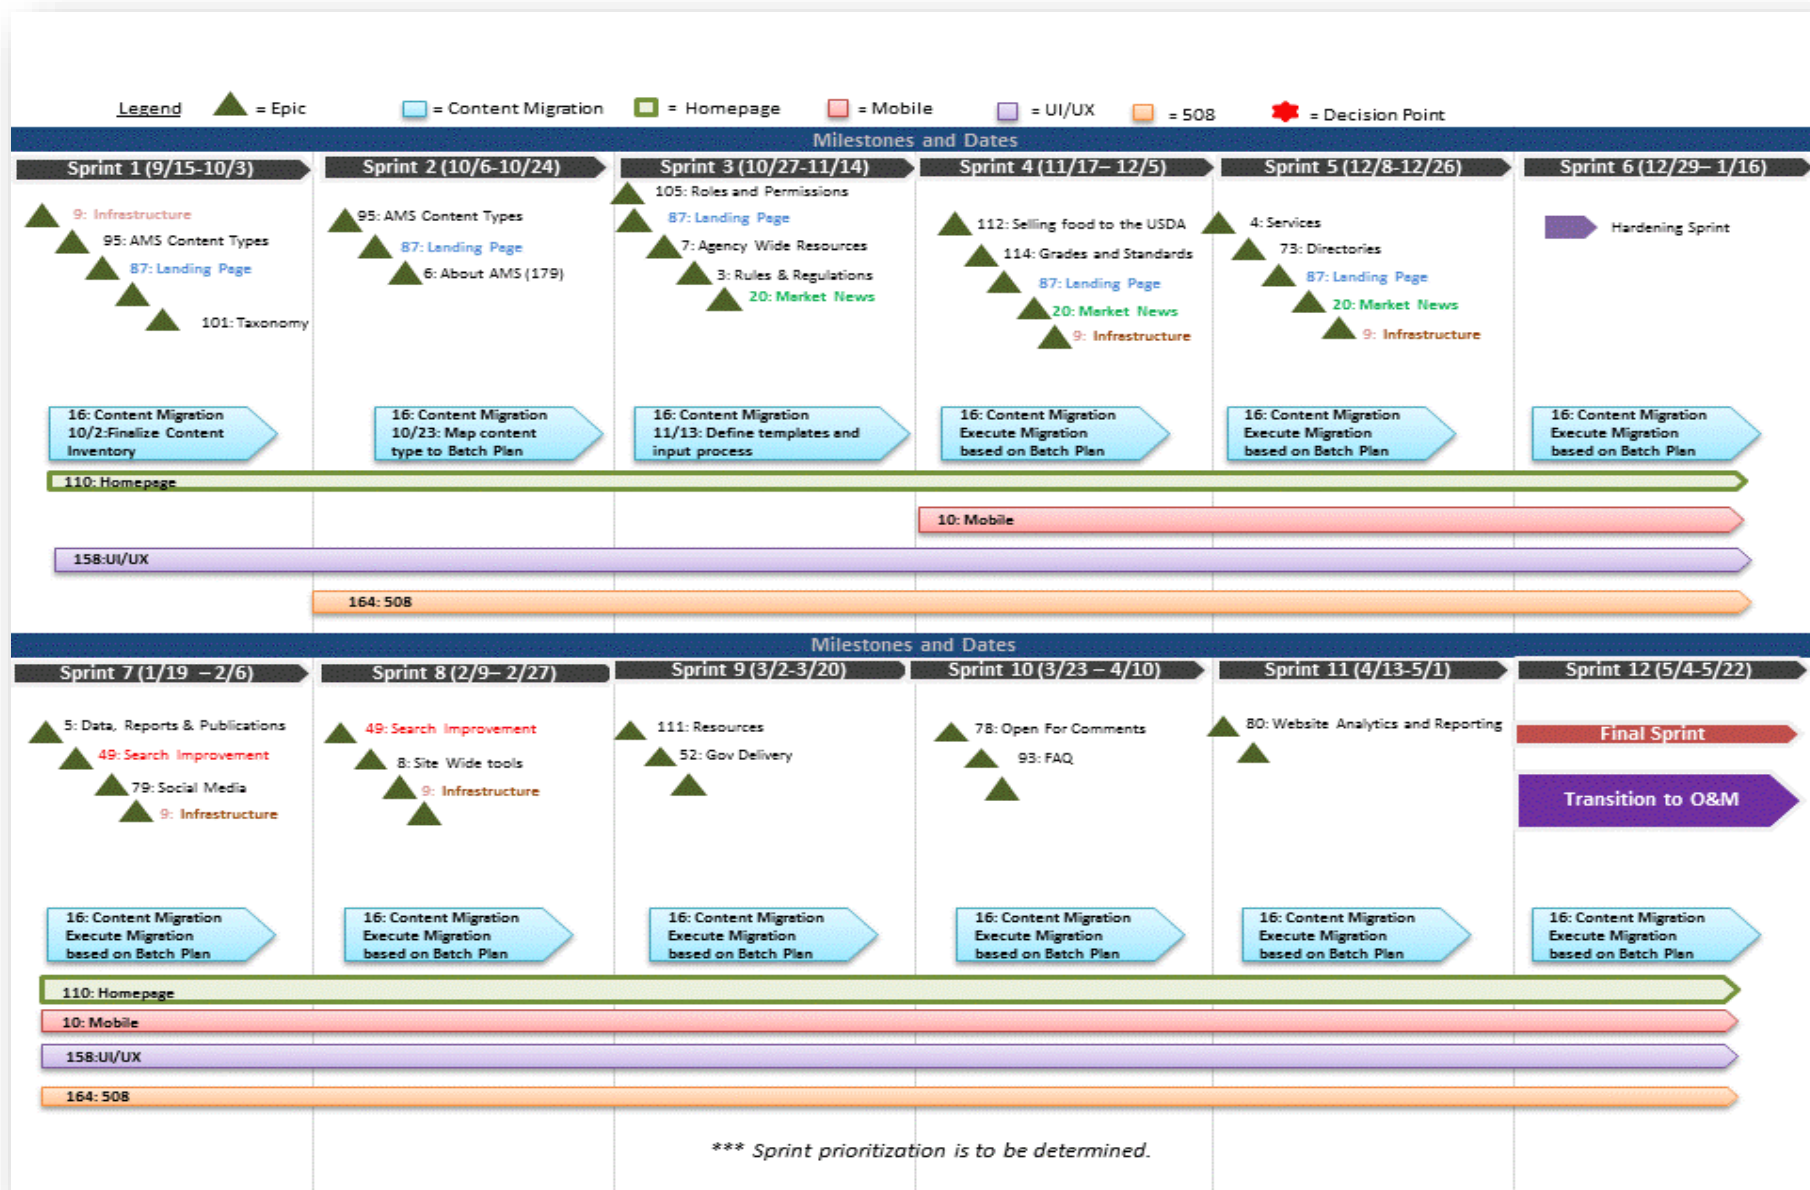 Legend
= Epic
= Content Migration
= Homepage
= Mobile
= UI/UX
= 508
= Decision Point
Milestones and Dates
Sprint 1 (9/15-10/3)
Sprint 2 (10/6-10/24)
Sprint 3 (10/27-11/14)
Sprint 4 (11/17– 12/5)
Sprint 5 (12/8-12/26)
Sprint 6 (12/29– 1/16)
9: Infrastructure
95: AMS Content Types
87: Landing Page
101: Taxonomy
95: AMS Content Types
87: Landing Page
6: About AMS (179)
105: Roles and Permissions
87: Landing Page
7: Agency Wide Resources
3: Rules & Regulations
20: Market News
112: Selling food to the USDA
114: Grades and Standards
87: Landing Page
20: Market News
9: Infrastructure
4: Services
73: Directories
87: Landing Page
20: Market News
9: Infrastructure
Hardening Sprint
16: Content Migration
10/2:Finalize Content
Inventory
16: Content Migration
10/23: Map content
type to Batch Plan
16: Content Migration
11/13: Define templates and
input process
16: Content Migration
Execute Migration
based on Batch Plan
16: Content Migration
Execute Migration
based on Batch Plan
16: Content Migration
Execute Migration
based on Batch Plan
110: Homepage
10: Mobile
158:UI/UX
164: 508
Milestones and Dates
Sprint 7 (1/19 – 2/6)
Sprint 8 (2/9– 2/27)
Sprint 9 (3/2-3/20)
Sprint 10 (3/23 – 4/10)
Sprint 11 (4/13-5/1)
Sprint 12 (5/4-5/22)
5: Data, Reports & Publications
49: Search Improvement
79: Social Media
9: Infrastructure
49: Search Improvement
8: Site Wide tools
9: Infrastructure
111: Resources
52: Gov Delivery
78: Open For Comments
93: FAQ
80: Website Analytics and Reporting
Final Sprint
Transition to O&M
16: Content Migration
Execute Migration
based on Batch Plan
16: Content Migration
Execute Migration
based on Batch Plan
16: Content Migration
Execute Migration
based on Batch Plan
16: Content Migration
Execute Migration
based on Batch Plan
16: Content Migration
Execute Migration
based on Batch Plan
16: Content Migration
Execute Migration
based on Batch Plan
110: Homepage
10: Mobile
158:UI/UX
164: 508
*** Sprint prioritization is to be determined.